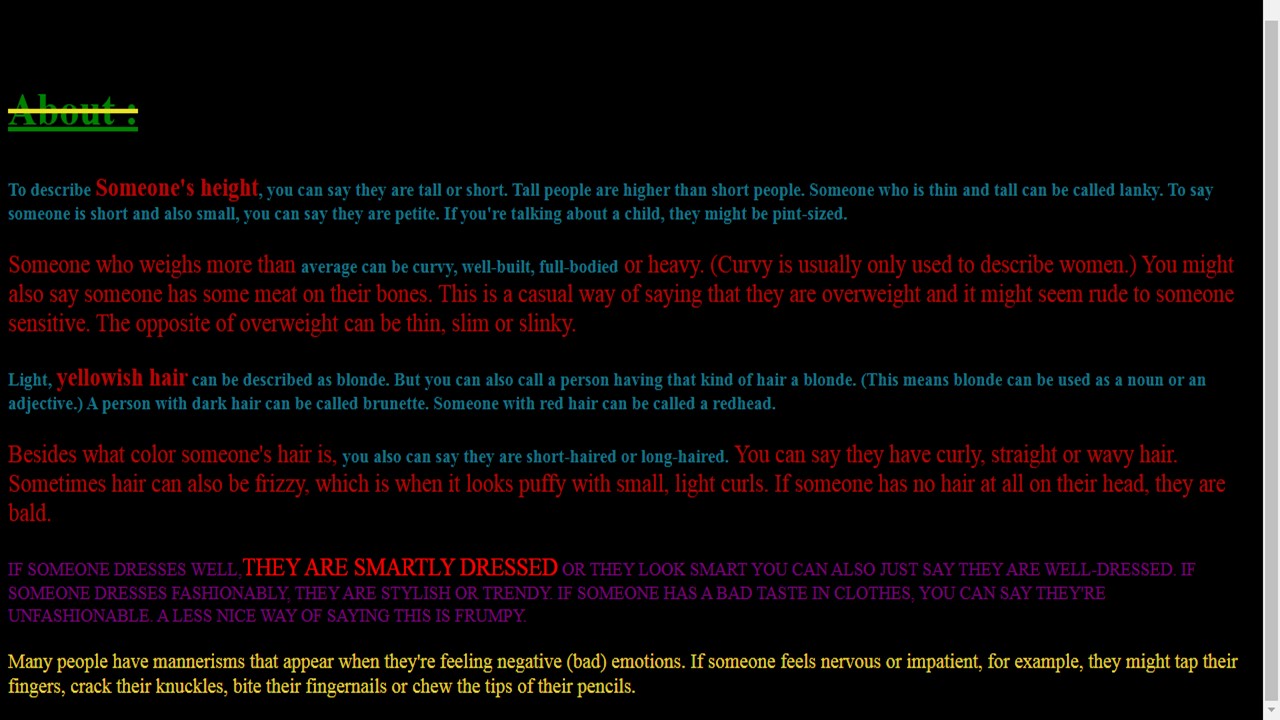 About :
To describe Someone's height, you can say they are tall or short. Tall people are higher than short people. Someone who is thin and tall can be called lanky. To say
someone is short and also small, you can say they are petite. If you're talking about a child, they might be pint-sized.
Someone who weighs more than average can be curvy, well-built, full-bodied or heavy. (Curvy is usually only used to describe women.) You might
also say someone has some meat on their bones. This is a casual way of saying that they are overweight and it might seem rude to someone
sensitive. The opposite of overweight can be thin, slim or slinky.
Light, yellowish hair can be described as blonde. But you can also call a person having that kind of hair a blonde. (This means blonde can be used as a noun or an
adjective.) A person with dark hair can be called brunette. Someone with red hair can be called a redhead.
Besides what color someone's hair is, you also can say they are short-haired or long-haired. You can say they have curly, straight or wavy hair.
Sometimes hair can also be frizzy, which is when it looks puffy with small, light curls. If someone has no hair at all on their head, they are
bald.
IF SOMEONE DRESSES WELL,THEY ARE SMARTLY DRESSED OR THEY LOOK SMART YOU CAN ALSO JUST SAY THEY ARE WELL-DRESSED. IF
SOMEONE DRESSES FASHIONABLY, THEY ARE STYLISH OR TRENDY. IF SOMEONE HAS A BAD TASTE IN CLOTHES, YOU CAN SAY THEY'RE
UNFASHIONABLE. A LESS NICE WAY OF SAYING THIS IS FRUMPY.
Many people have mannerisms that appear when they're feeling negative (bad) emotions. If someone feels nervous or impatient, for example, they might tap their
fingers, crack their knuckles, bite their fingernails or chew the tips of their pencils.